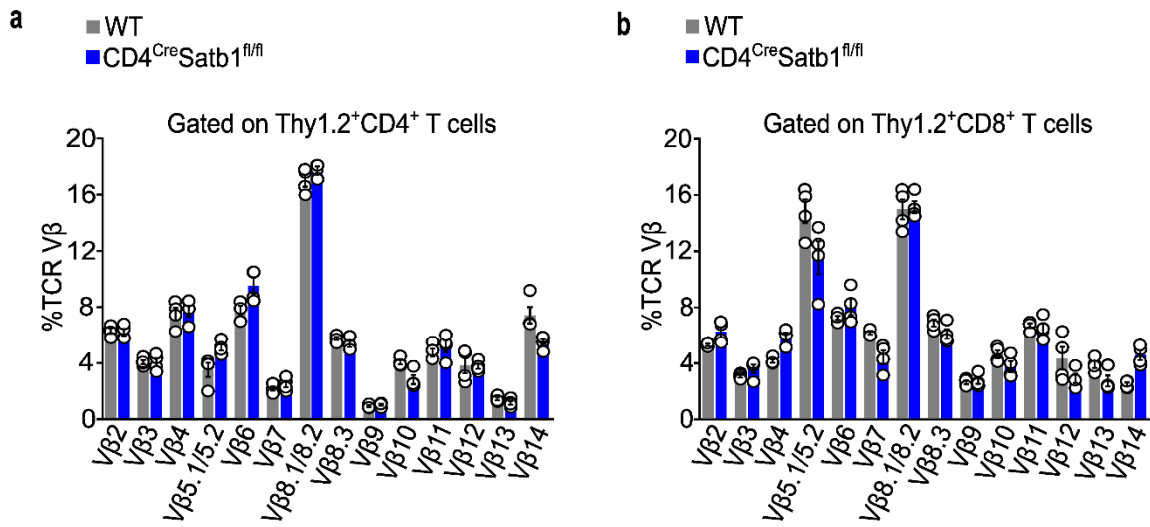 a
WT
CD4ᶜʳᵉSatb1ᶠˡ/ᶠˡ
Gated on Thy1.2⁺CD4⁺ T cells
%TCR Vβ
20
16
12
8
4
0
Vβ2
Vβ3
Vβ4
Vβ5.1/5.2
Vβ6
Vβ7
Vβ8.1/8.2
Vβ8.3
Vβ9
Vβ10
Vβ11
Vβ12
Vβ13
Vβ14
b
WT
CD4ᶜʳᵉSatb1ᶠˡ/ᶠˡ
Gated on Thy1.2⁺CD8⁺ T cells
%TCR Vβ
20
16
12
8
4
0
Vβ2
Vβ3
Vβ4
Vβ5.1/5.2
Vβ6
Vβ7
Vβ8.1/8.2
Vβ8.3
Vβ9
Vβ10
Vβ11
Vβ12
Vβ13
Vβ14